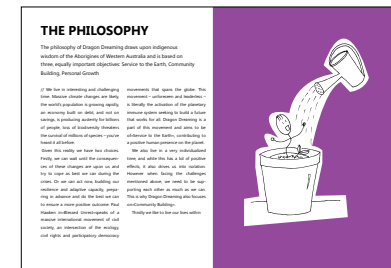 THE PHILOSOPHY
The philosophy of Dragon Dreaming draws upon indigenous
wisdom of the Aborigines of Western Australia and is based on
three, equally important objectives; Service to the Earth, Community
Building, Personal Growth
// We live in interesting and challenging
time. Massive climate changes are likely,
the world's population is growing rapidly,
an economy built on debt, and not on
savings, is producing austerity for billions
of people, loss of biodiversity threatens
the survival of millions of species – you've
heard it all before
Given this reality we have two choices.
Firstly, we can wait until the consequen-
ces of these changes are upon us and
try to cope as best we can during the
crises. Or we can act now, building our
resilience and adaptive capacity, prepa-
ring in advance and do the best we can
to ensure a more positive outcome. Paul
Hawken in»Blessed Unrest«speaks of a
massive international movement of civil
society, an intersection of the ecology,
civil rights and participatory democracy
movements that spans the globe. This
movement – unforeseen and leaderless –
is literally the activation of the planetary
immune-system seeking to build a future
that works for all. Dragon Dreaming is a
part of this movement and aims to be
of»Service to the Earth«, contributing to
a positive human presence on the planet.
We also live in a very individualized
time, and while this has a lot of positive
effects, it also drives us into isolation.
However when facing the challenges
mentioned above, we need to be sup-
porting each other as much as we can.
This is why Dragon Dreaming also focuses
on»Community Building«.
Thirdly we like to live our lives within